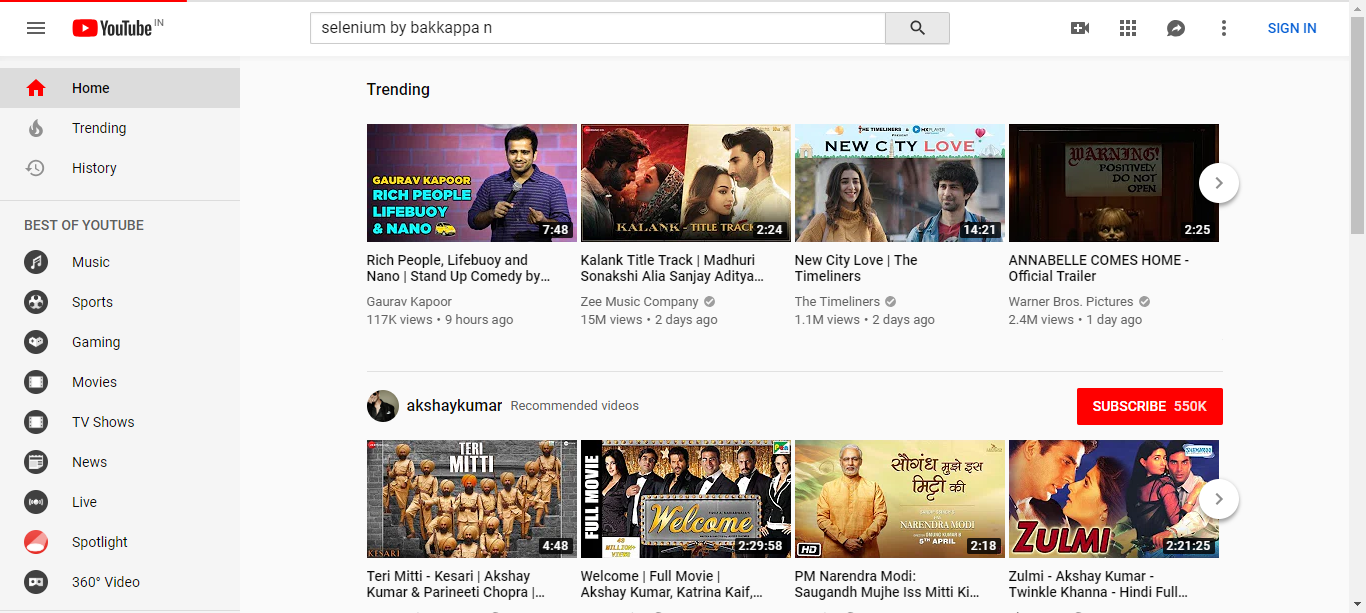 YouTube IN
selenium by bakkappa n
SIGN IN
Home
Trending
History
BEST OF YOUTUBE
Music
Sports
Gaming
Movies
TV Shows
News
Live
Spotlight
360° Video
Trending
GAURAV KAPOOR
RICH PEOPLE
LIFEBUOY
& NANO
7:48
Rich People, Lifebuoy and
Nano | Stand Up Comedy by...
Gaurav Kapoor
117K views • 9 hours ago
KALANK - TITLE TRACK
2:24
Kalank Title Track | Madhuri
Sonakshi Alia Sanjay Aditya...
Zee Music Company
15M views • 2 days ago
THE TIMELINERS & MXPLAYER
PRESENT
NEW CITY LOVE
14:21
New City Love | The
Timeliners
The Timeliners
1.1M views • 2 days ago
WARNING!
POSITIVELY
DO NOT
OPEN
2:25
ANNABELLE COMES HOME -
Official Trailer
Warner Bros. Pictures
2.4M views • 1 day ago
akshaykumar Recommended videos
SUBSCRIBE 550K
TERI
MITTI
KESARI
4:48
Teri Mitti - Kesari | Akshay
Kumar & Parineeti Chopra |...
FULL MOVIE
Welcome
MILLION+
VIEWS
2:29:58
Welcome | Full Movie |
Akshay Kumar, Katrina Kaif,...
सौगंध मुझे इस
मिट्टी की
NARENDRA MODI
5TH APRIL
HD
2:18
PM Narendra Modi:
Saugandh Mujhe Iss Mitti Ki...
SHEMAROO
ZULMI
2:21:25
Zulmi - Akshay Kumar -
Twinkle Khanna - Hindi Full...